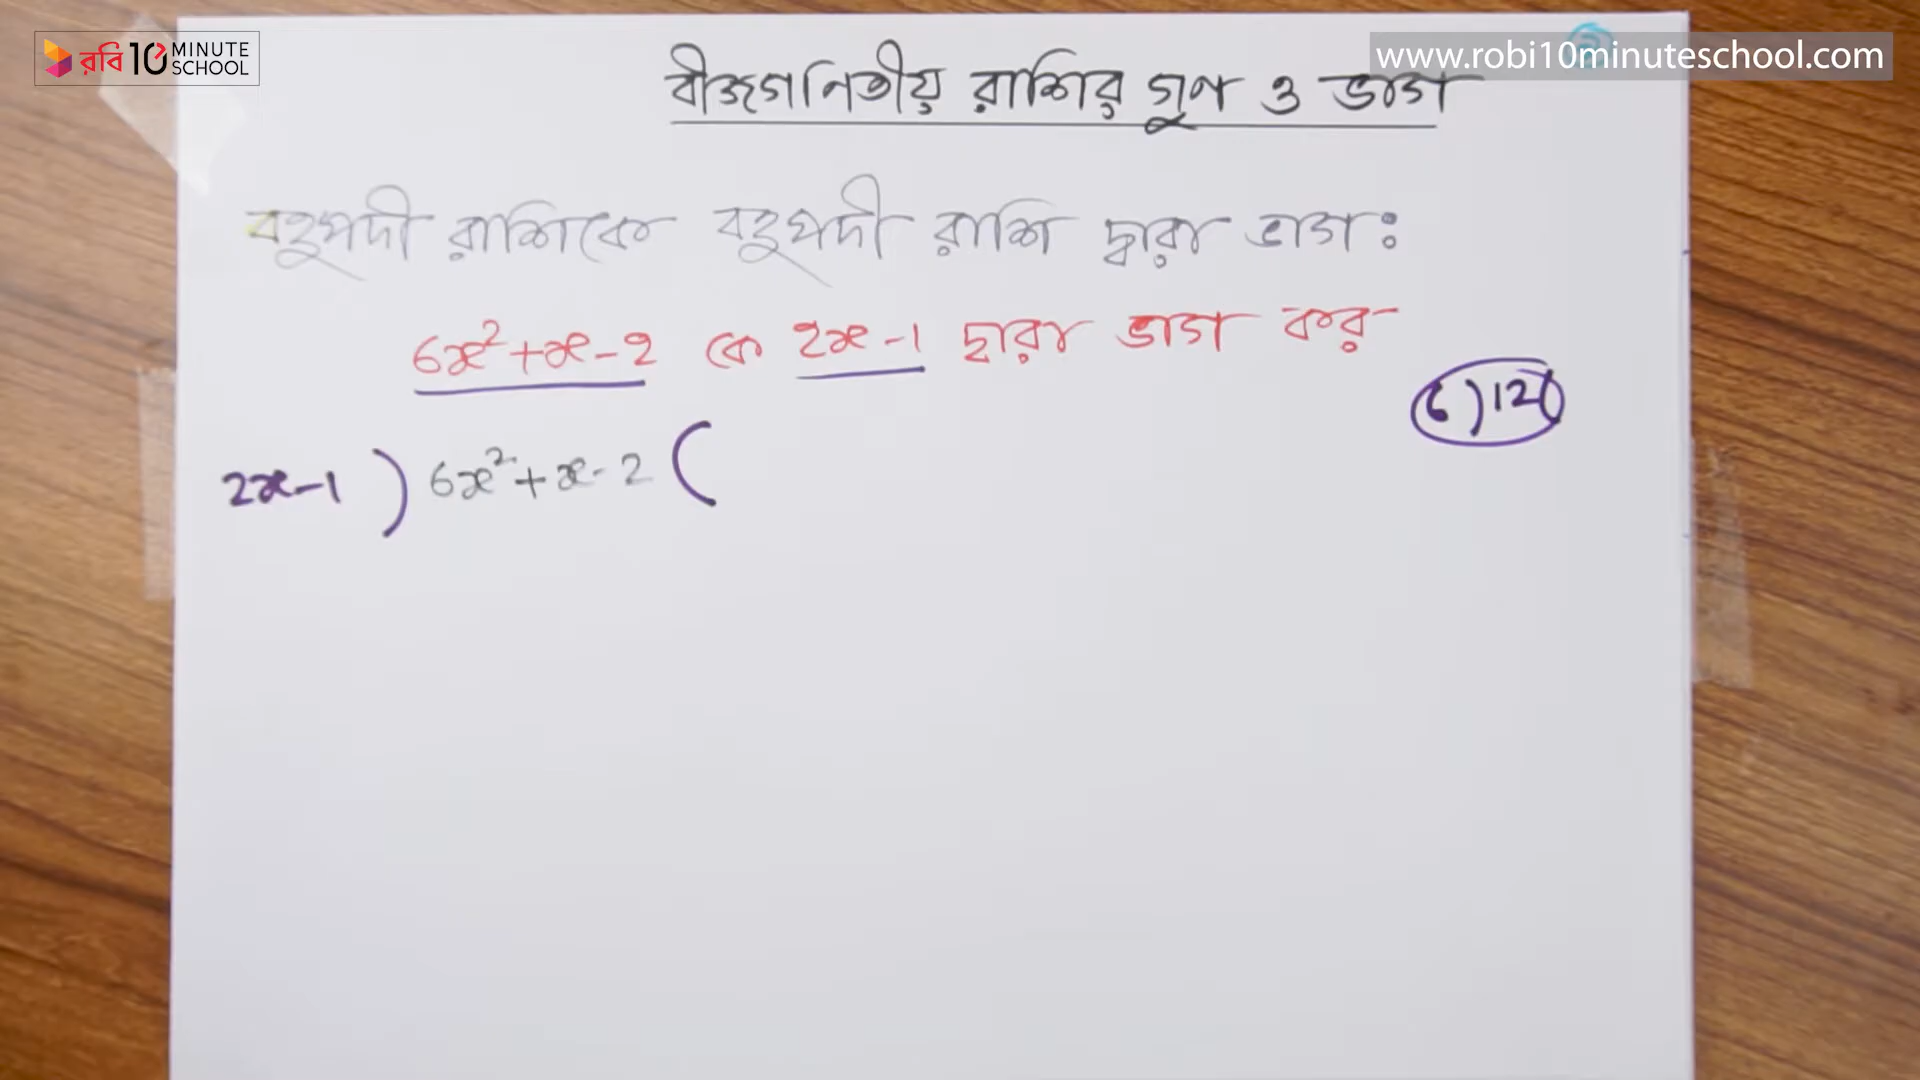 রবি 10 MINUTE SCHOOL
www.robi10minuteschool.com
বীজগনিতীয় রাশির গুণ ও ভাগ
বহুপদী রাশিকে বহুপদী রাশি দ্বারা ভাগঃ
6x²+x-2 কে 2x-1 দ্বারা ভাগ কর
6)12(
2x-1)6x²+x-2(